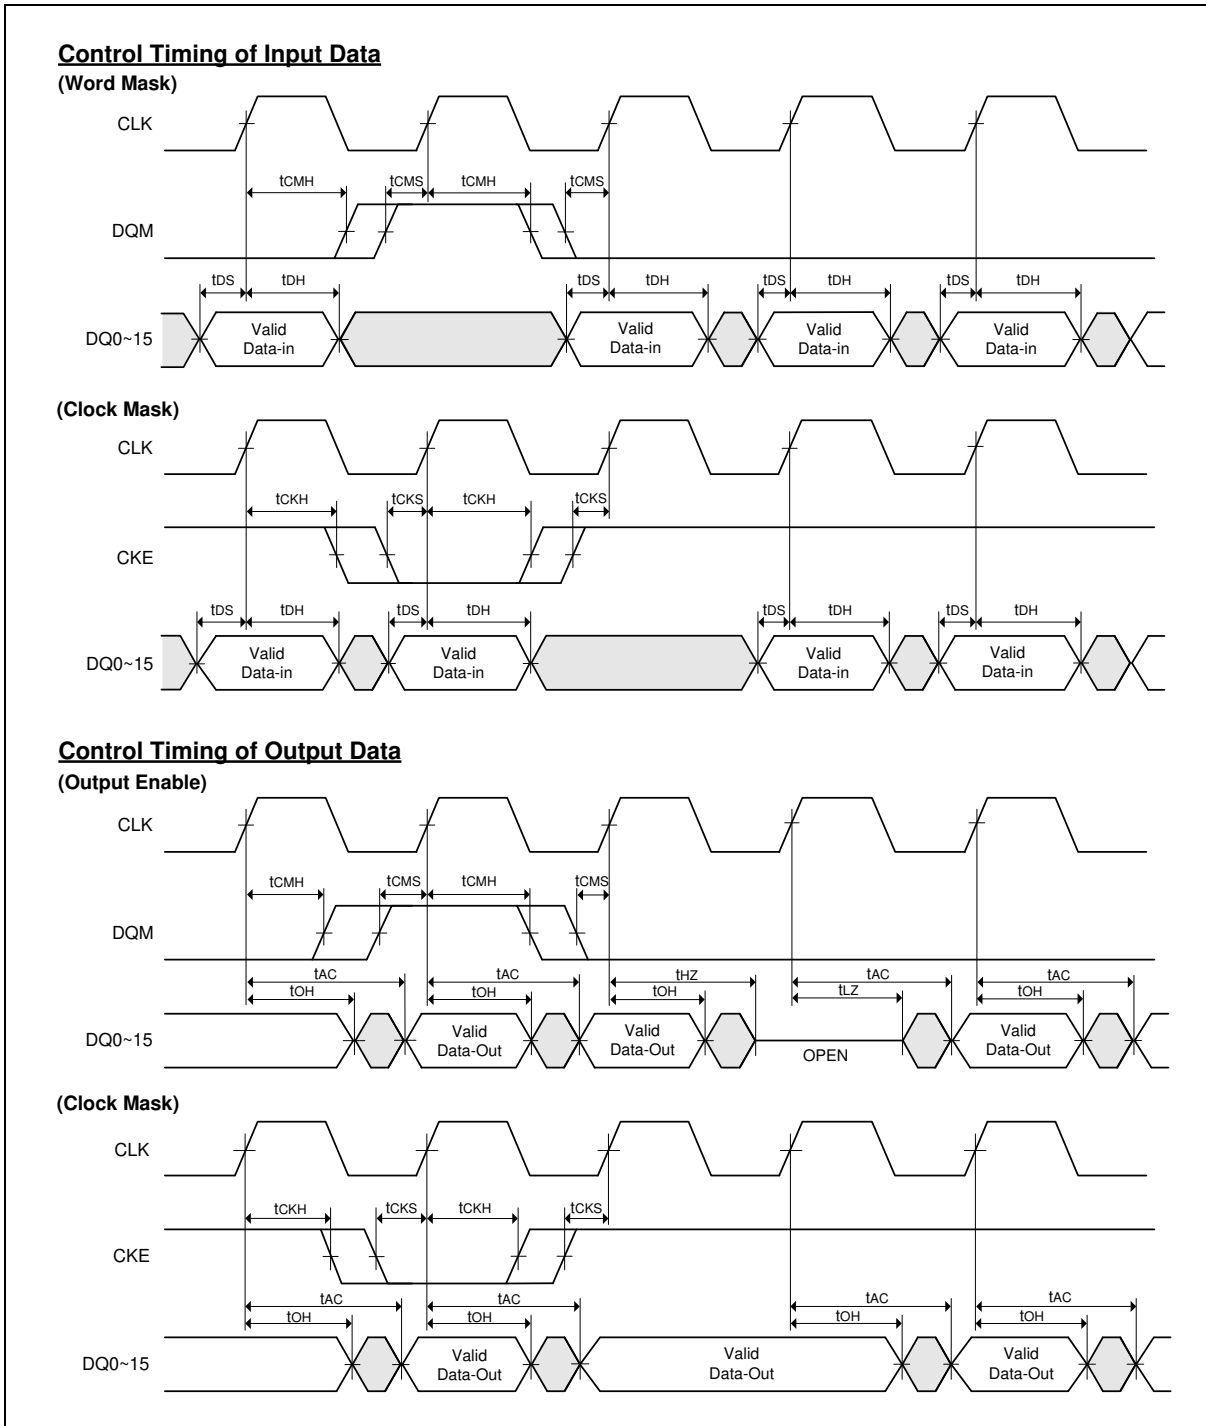 Control Timing of Input Data
(Word Mask)
CLK
tCMH tCMS tCMH tCMS
DQM
tDS tDH tDS tDH tDS tDH tDS tDH
DQ0~15
Valid Data-in
Valid Data-in
Valid Data-in
Valid Data-in
(Clock Mask)
CLK
tCKH tCKS tCKH tCKS
CKE
tDS tDH tDS tDH tDS tDH tDS tDH
DQ0~15
Valid Data-in
Valid Data-in
Valid Data-in
Valid Data-in
Control Timing of Output Data
(Output Enable)
CLK
tCMH tCMS tCMH tCMS
DQM
tAC tAC tHZ tAC tAC
tOH tOH tOH tLZ tOH
DQ0~15
Valid Data-Out
Valid Data-Out
OPEN
Valid Data-Out
(Clock Mask)
CLK
tCKH tCKS tCKH tCKS
CKE
tAC tAC tAC tAC
tOH tOH tOH tOH
DQ0~15
Valid Data-Out
Valid Data-Out
Valid Data-Out